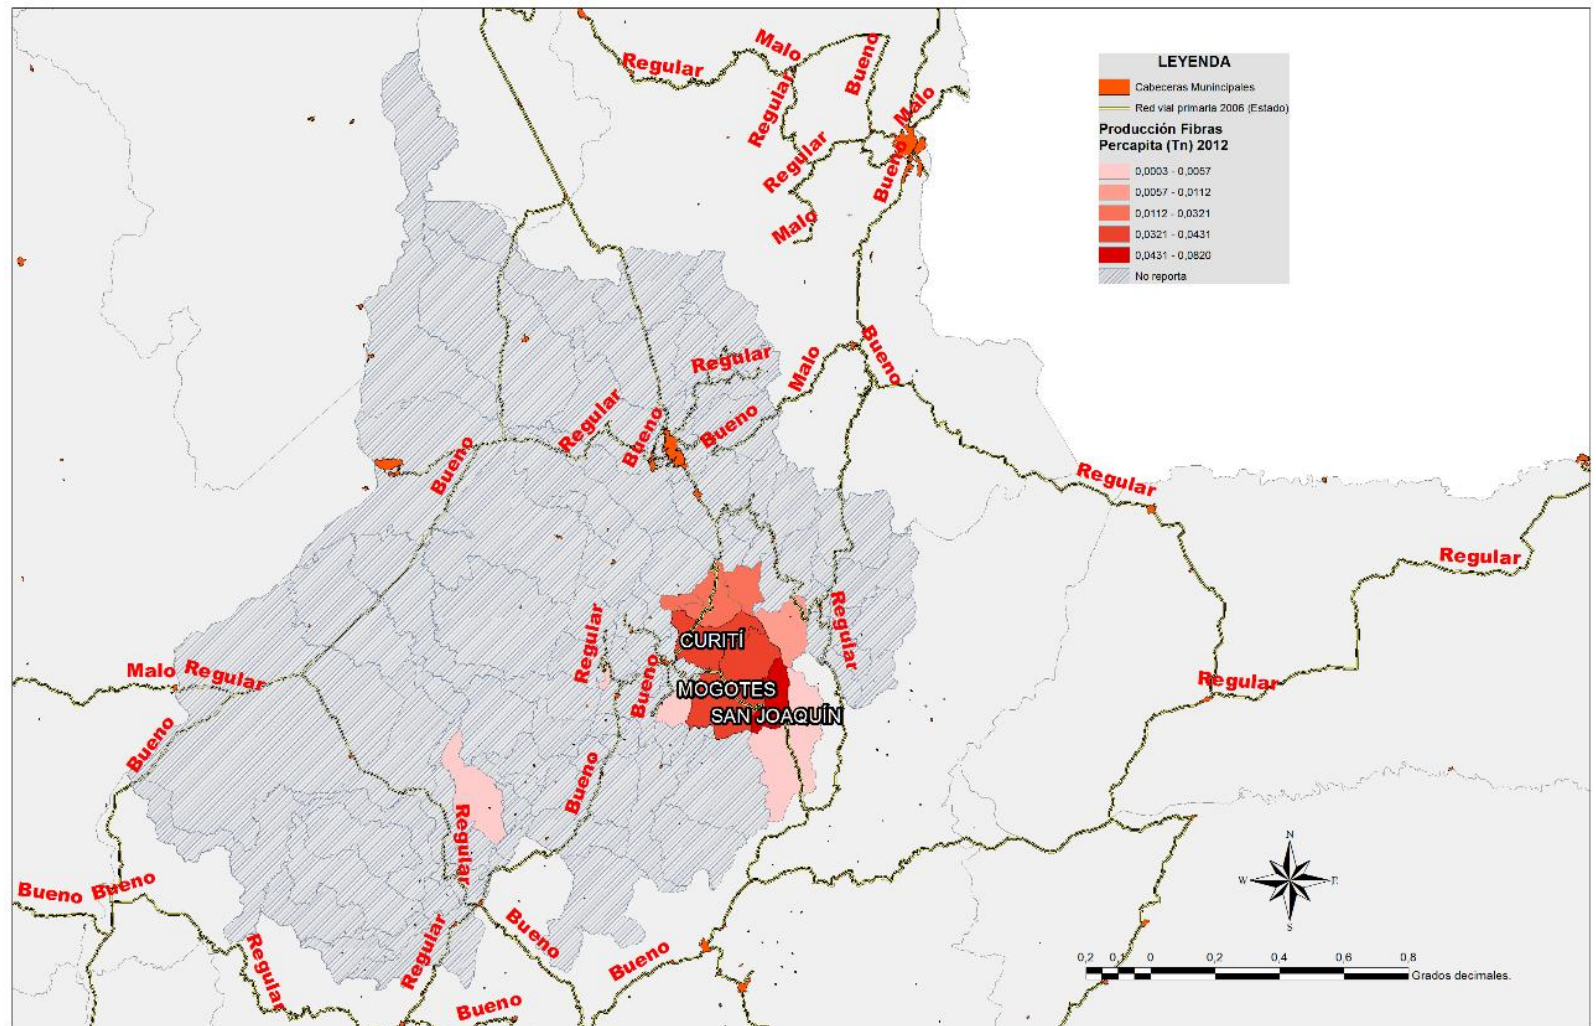 Malo
Bueno
Regular
Regular
Malo
Regular
Bueno
Malo
LEYENDA
Cabeceras Munincipales
Red vial primaria 2006 (Estado)
Producción Fibras
Percapita (Tn) 2012
0,0003 - 0,0057
0,0057 - 0,0112
0,0112 - 0,0321
0,0321 - 0,0431
0,0431 - 0,0820
No reporta
Regular
Malo
Bueno
Regular
Bueno
Bueno
Bueno
Regular
Regular
Regular
Regular
CURITÍ
Malo
Regular
Bueno
MOGOTES
SAN JOAQUÍN
Regular
Bueno
Bueno
Regular
Bueno
Bueno
Regular
Regular
Bueno
Bueno
Bueno
N
W
E
S
0,2
0,
0
0,2
0,4
0,6
0,8
Grados decimales.